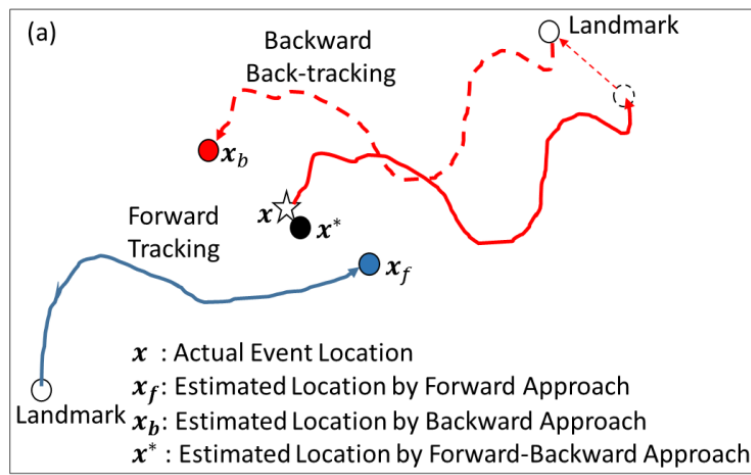 (a)
Landmark
Backward
Back-tracking
x_b
x
x*
Forward
Tracking
x_f
Landmark
x : Actual Event Location
x_f: Estimated Location by Forward Approach
x_b: Estimated Location by Backward Approach
x* : Estimated Location by Forward-Backward Approach